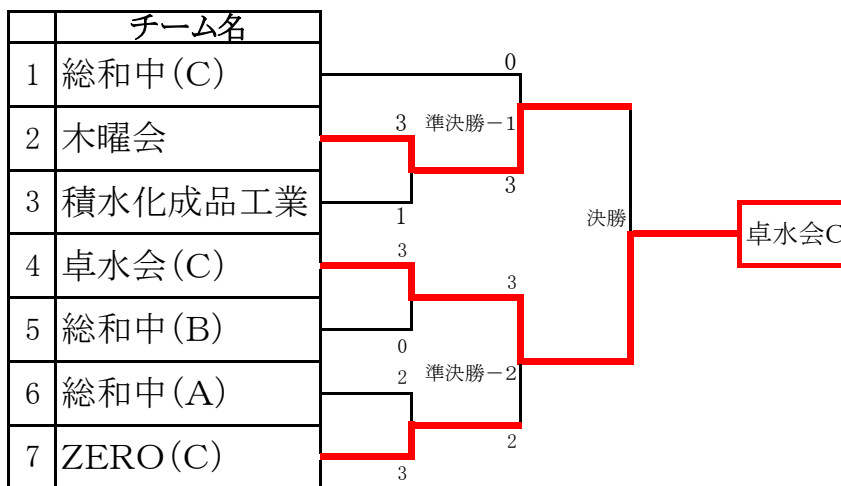 チーム名
1 総和中(C)
2 木曜会
3 積水化成品工業
4 卓水会(C)
5 総和中(B)
6 総和中(A)
7 ZERO(C)
0
3
準決勝－1
3
1
決勝
卓水会C
3
3
0
2
準決勝－2
2
3